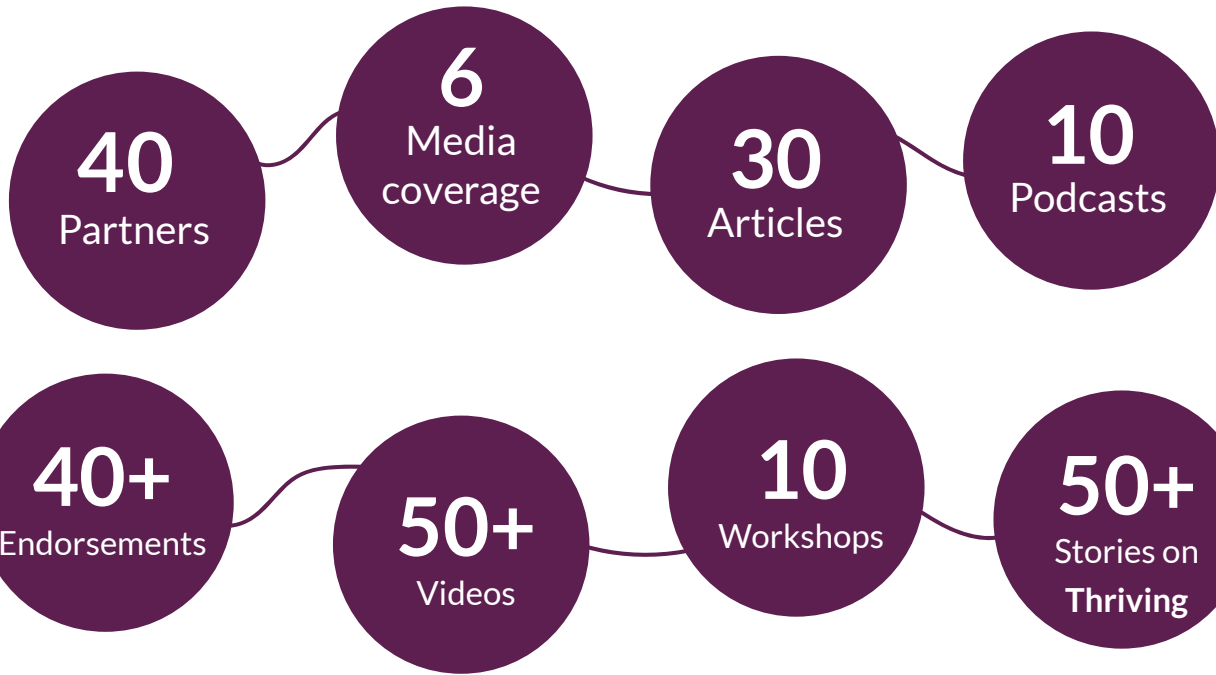 40
Partners
6
Media
coverage
30
Articles
10
Podcasts
40+
Endorsements
50+
Videos
10
Workshops
50+
Stories on
Thriving